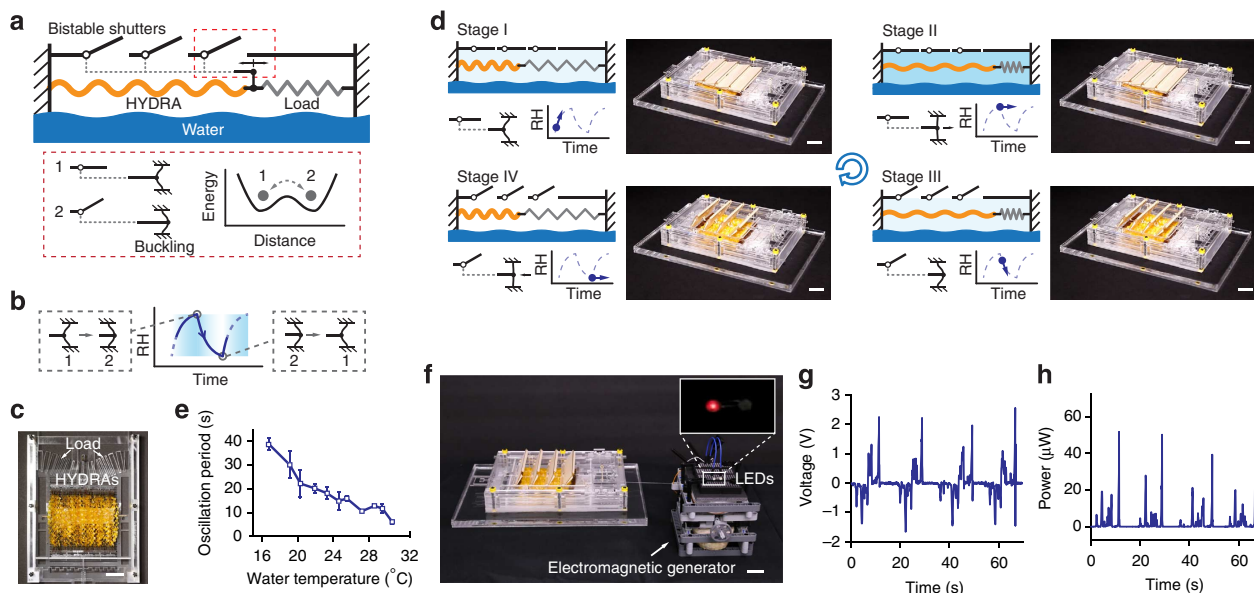 a
Bistable shutters
HYDRA
Load
Water
1
2
Buckling
Energy
1
2
Distance
b
1
2
RH
Time
2
1
c
Load
HYDRAs
d
Stage I
RH
Time
Stage II
RH
Time
Stage IV
RH
Time
Stage III
RH
Time
e
Oscillation period (s)
40
30
20
10
0
16
20
24
28
32
Water temperature (°C)
f
LEDs
Electromagnetic generator
g
Voltage (V)
3
2
1
0
−1
−2
0
20
40
60
Time (s)
h
Power (µW)
60
40
20
0
0
20
40
60
Time (s)